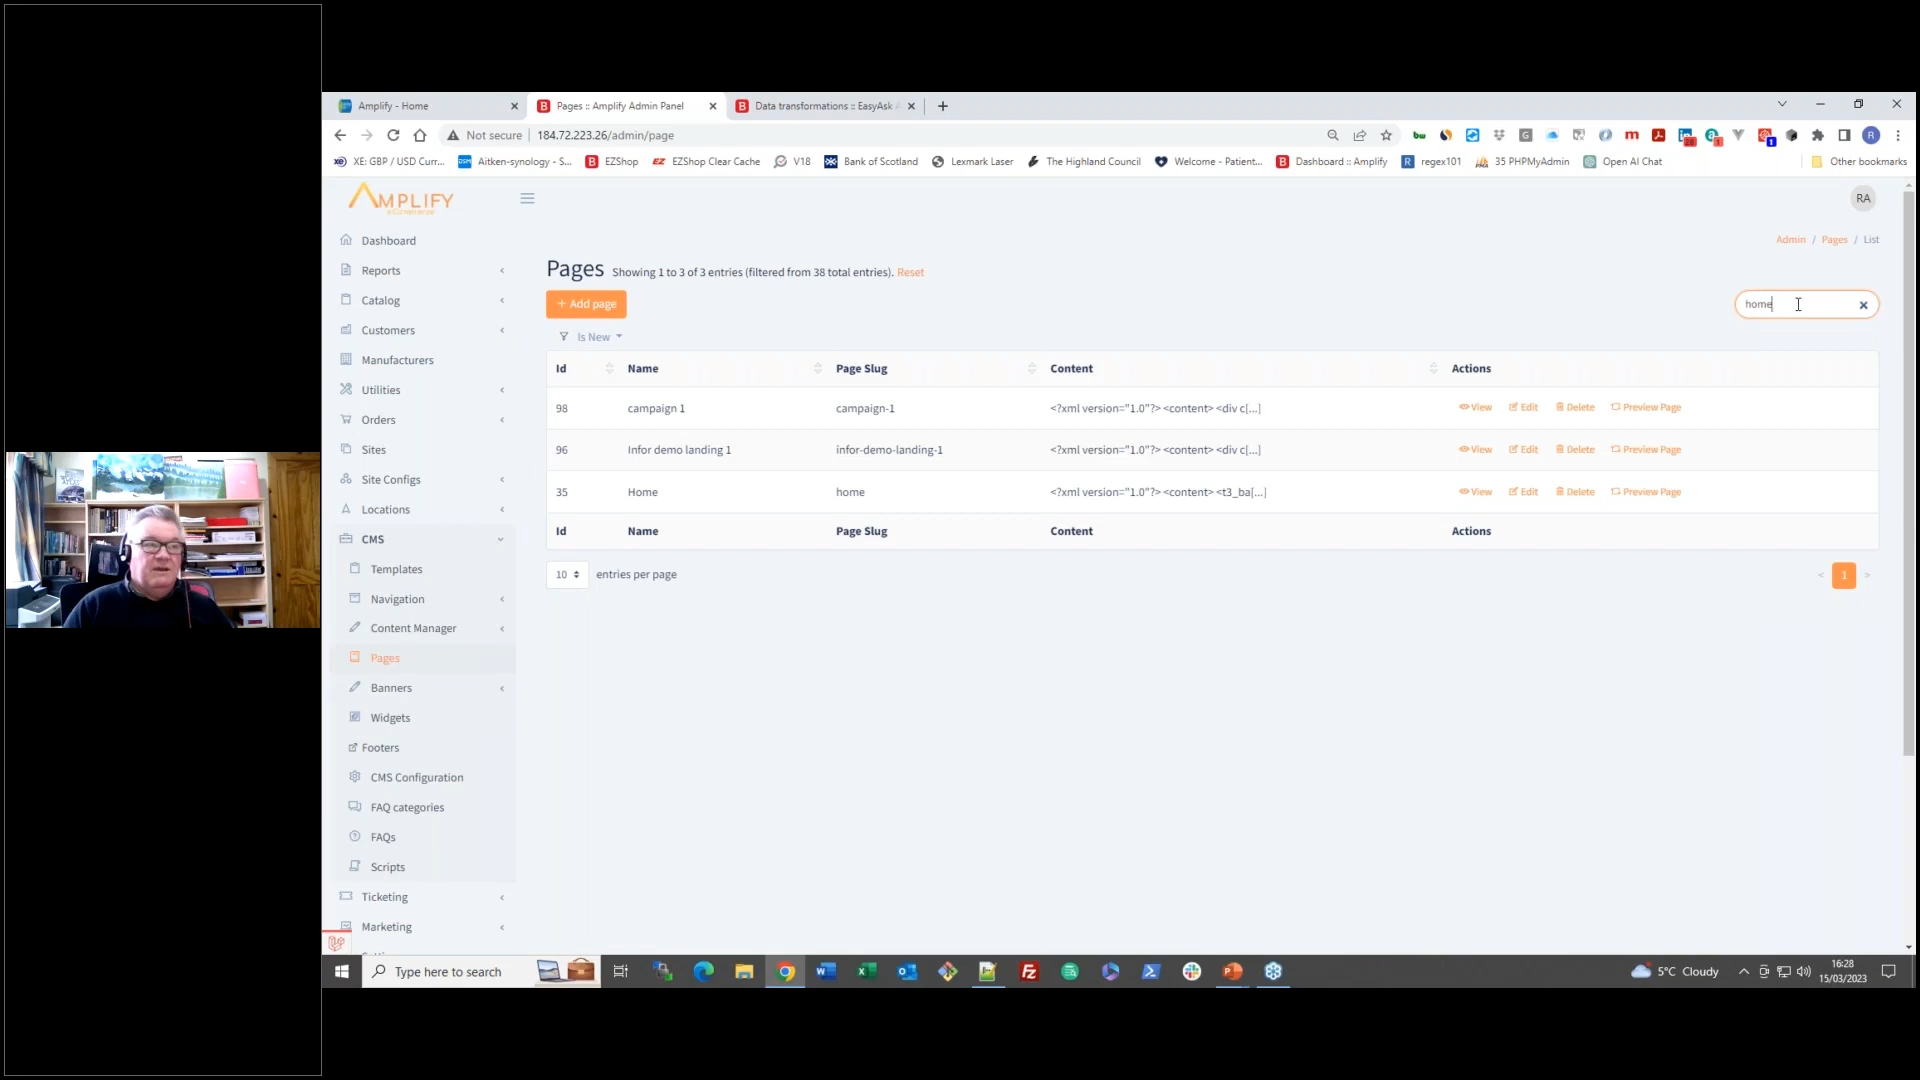 Amplify - Home
Pages :: Amplify Admin Panel
Data transformations :: EasyAsk
Not secure
184.72.223.26/admin/page
XE: GBP / USD Curr...
Aitken-synology - S...
EZShop
EZShop Clear Cache
V18
Bank of Scotland
Lexmark Laser
The Highland Council
Welcome - Patient...
Dashboard :: Amplify
regex101
35 PHPMyAdmin
Open AI Chat
Other bookmarks
AMPLIFY
RA
Admin / Pages / List
Dashboard
Reports
Catalog
Customers
Manufacturers
Utilities
Orders
Sites
Site Configs
Locations
CMS
Templates
Navigation
Content Manager
Pages
Banners
Widgets
Footers
CMS Configuration
FAQ categories
FAQs
Scripts
Ticketing
Marketing
Pages Showing 1 to 3 of 3 entries (filtered from 38 total entries). Reset
+ Add page
home
Is New
Id Name Page Slug Content Actions
98 campaign 1 campaign-1 <?xml version="1.0"?> <content> <div c[...] View Edit Delete Preview Page
96 Infor demo landing 1 infor-demo-landing-1 <?xml version="1.0"?> <content> <div c[...] View Edit Delete Preview Page
35 Home home <?xml version="1.0"?> <content> <t3_ba[...] View Edit Delete Preview Page
Id Name Page Slug Content Actions
10 entries per page
< 1 >
Type here to search
5°C Cloudy
16:28
15/03/2023